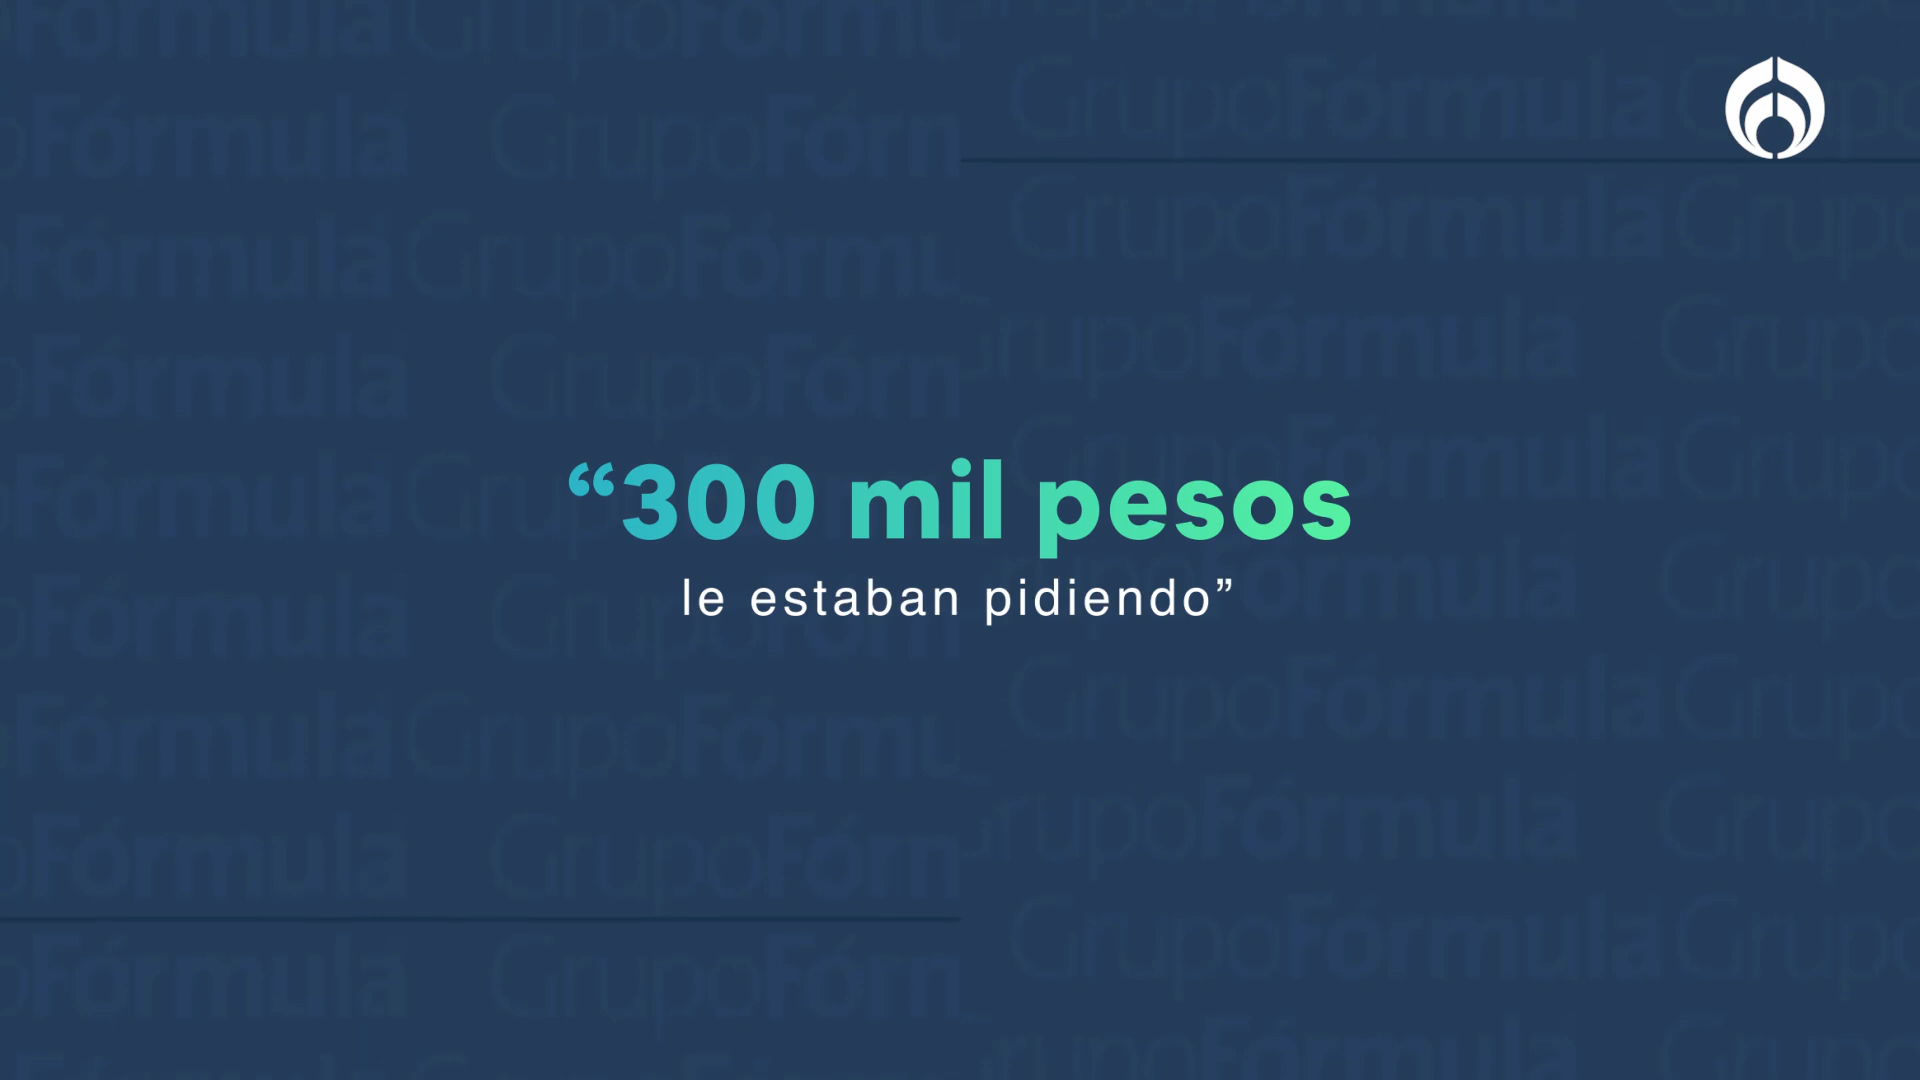 “300 mil pesos
le estaban pidiendo”